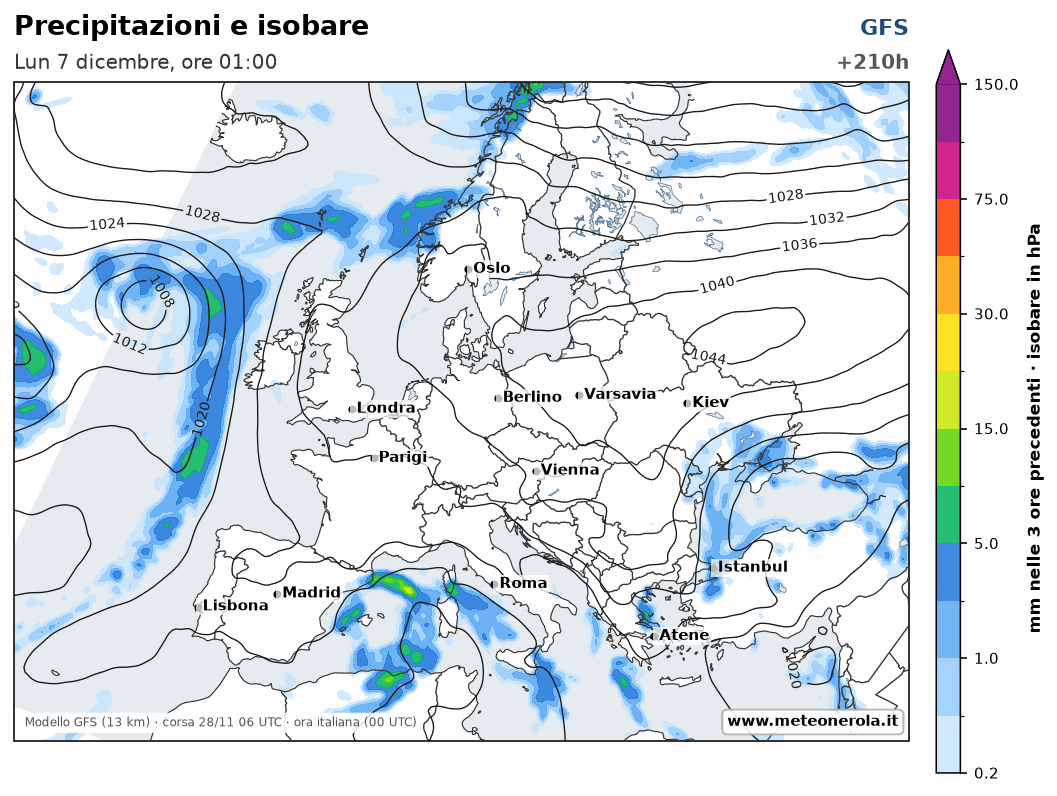 Precipitazioni e isobare
GFS
Lun 7 dicembre, ore 01:00
+210h
150.0
75.0
30.0
15.0
5.0
1.0
0.2
mm nelle 3 ore precedenti · isobare in hPa
1024
1028
1028
1032
1036
1040
1044
1008
1012
1020
1020
Oslo
Londra
Berlino
Varsavia
Kiev
Parigi
Vienna
Madrid
Lisbona
Roma
Istanbul
Atene
Modello GFS (13 km) · corsa 28/11 06 UTC · ora italiana (00 UTC)
www.meteonerola.it